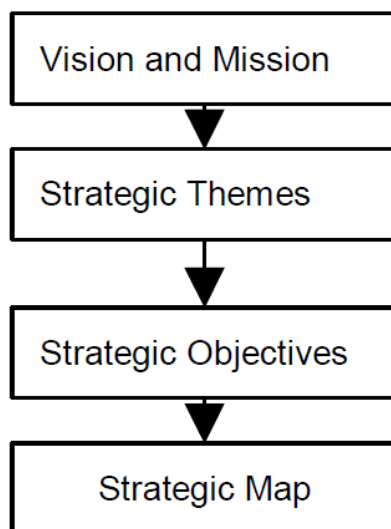 Vision and Mission
Strategic Themes
Strategic Objectives
Strategic Map